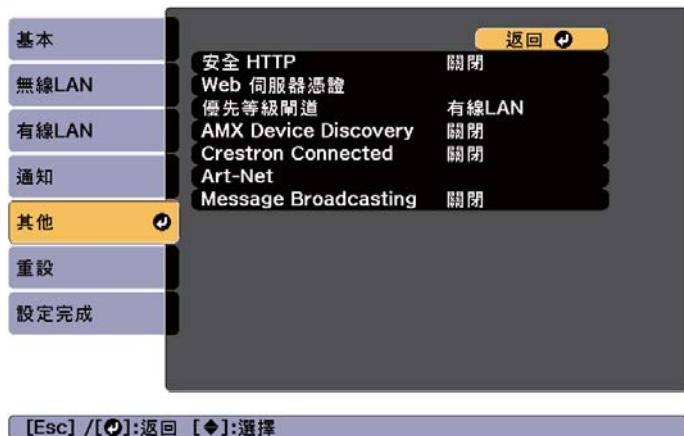 基本
無線LAN
有線LAN
通知
其他
重設
設定完成
返回
安全 HTTP 關閉
Web 伺服器憑證
優先等級閘道 有線LAN
AMX Device Discovery 關閉
Crestron Connected 關閉
Art-Net
Message Broadcasting 關閉
[Esc] /[]:返回 [◆]:選擇